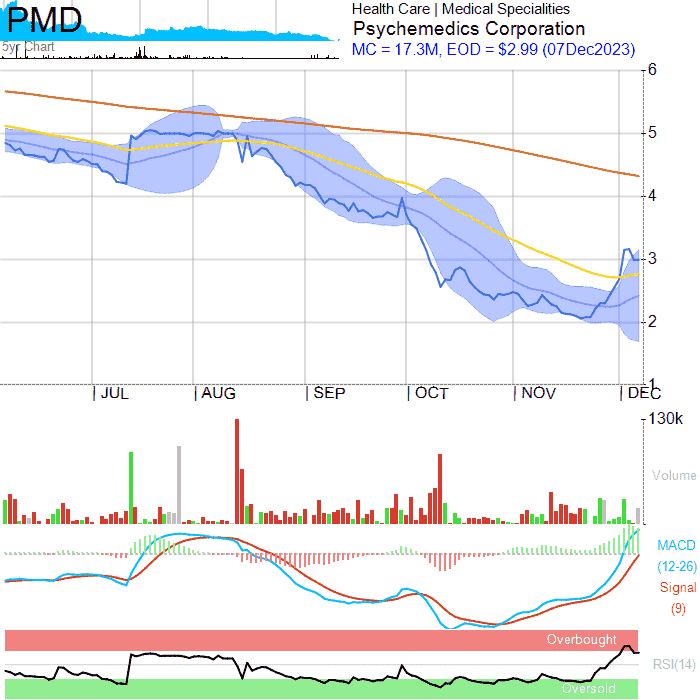 PMD
5yr Chart
Health Care | Medical Specialities
Psychemedics Corporation
MC = 17.3M, EOD = $2.99 (07Dec2023)
6
5
4
3
2
1
JUL
AUG
SEP
OCT
NOV
DEC
130k
Volume
MACD
(12-26)
Signal
(9)
Overbought
RSI(14)
Oversold